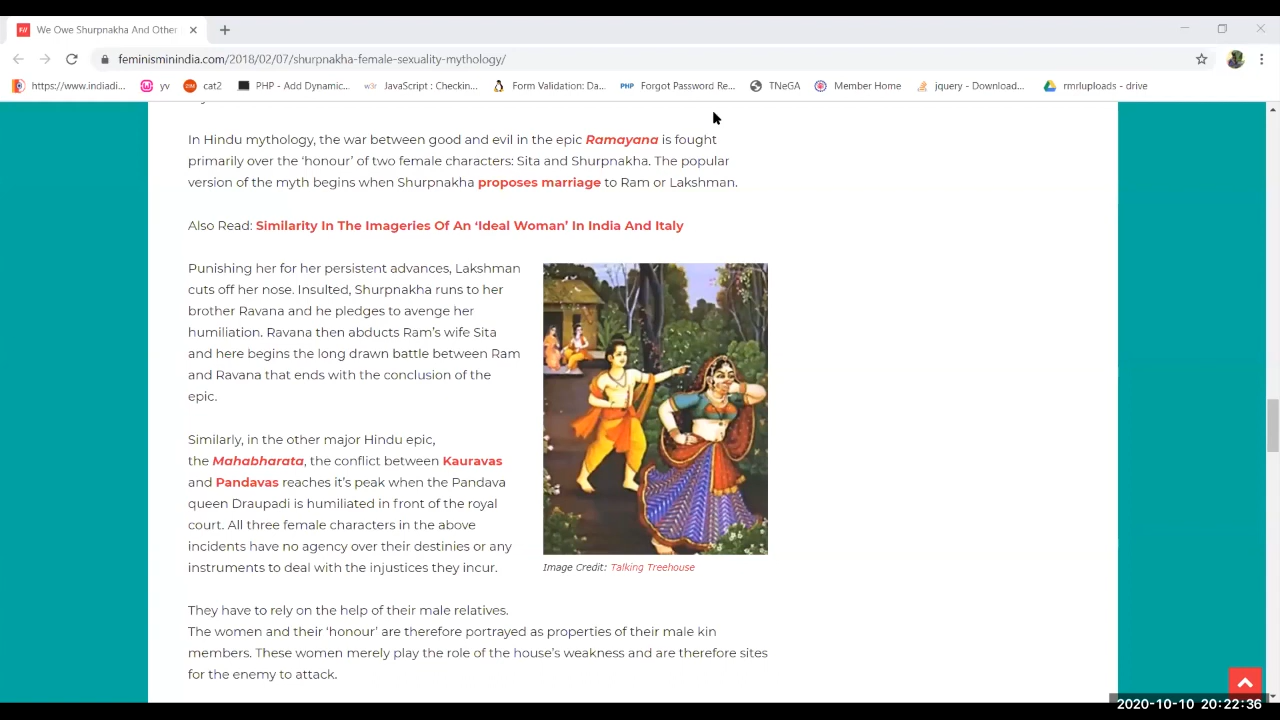 We Owe Shurpnakha And Other
feminisminindia.com/2018/02/07/shurpnakha-female-sexuality-mythology/
https://www.indiadi... yv cat2 PHP - Add Dynamic... JavaScript : Checkin... Form Validation: Da... PHP Forgot Password Re... TNeGA Member Home jquery - Download... rmrluploads - drive
In Hindu mythology, the war between good and evil in the epic Ramayana is fought
primarily over the ‘honour’ of two female characters: Sita and Shurpnakha. The popular
version of the myth begins when Shurpnakha proposes marriage to Ram or Lakshman.
Also Read: Similarity In The Imageries Of An ‘Ideal Woman’ In India And Italy
Punishing her for her persistent advances, Lakshman
cuts off her nose. Insulted, Shurpnakha runs to her
brother Ravana and he pledges to avenge her
humiliation. Ravana then abducts Ram’s wife Sita
and here begins the long drawn battle between Ram
and Ravana that ends with the conclusion of the
epic.
Similarly, in the other major Hindu epic,
the Mahabharata, the conflict between Kauravas
and Pandavas reaches it’s peak when the Pandava
queen Draupadi is humiliated in front of the royal
court. All three female characters in the above
incidents have no agency over their destinies or any
instruments to deal with the injustices they incur.
Image Credit: Talking Treehouse
They have to rely on the help of their male relatives.
The women and their ‘honour’ are therefore portrayed as properties of their male kin
members. These women merely play the role of the house’s weakness and are therefore sites
for the enemy to attack.
2020-10-10 20:22:36